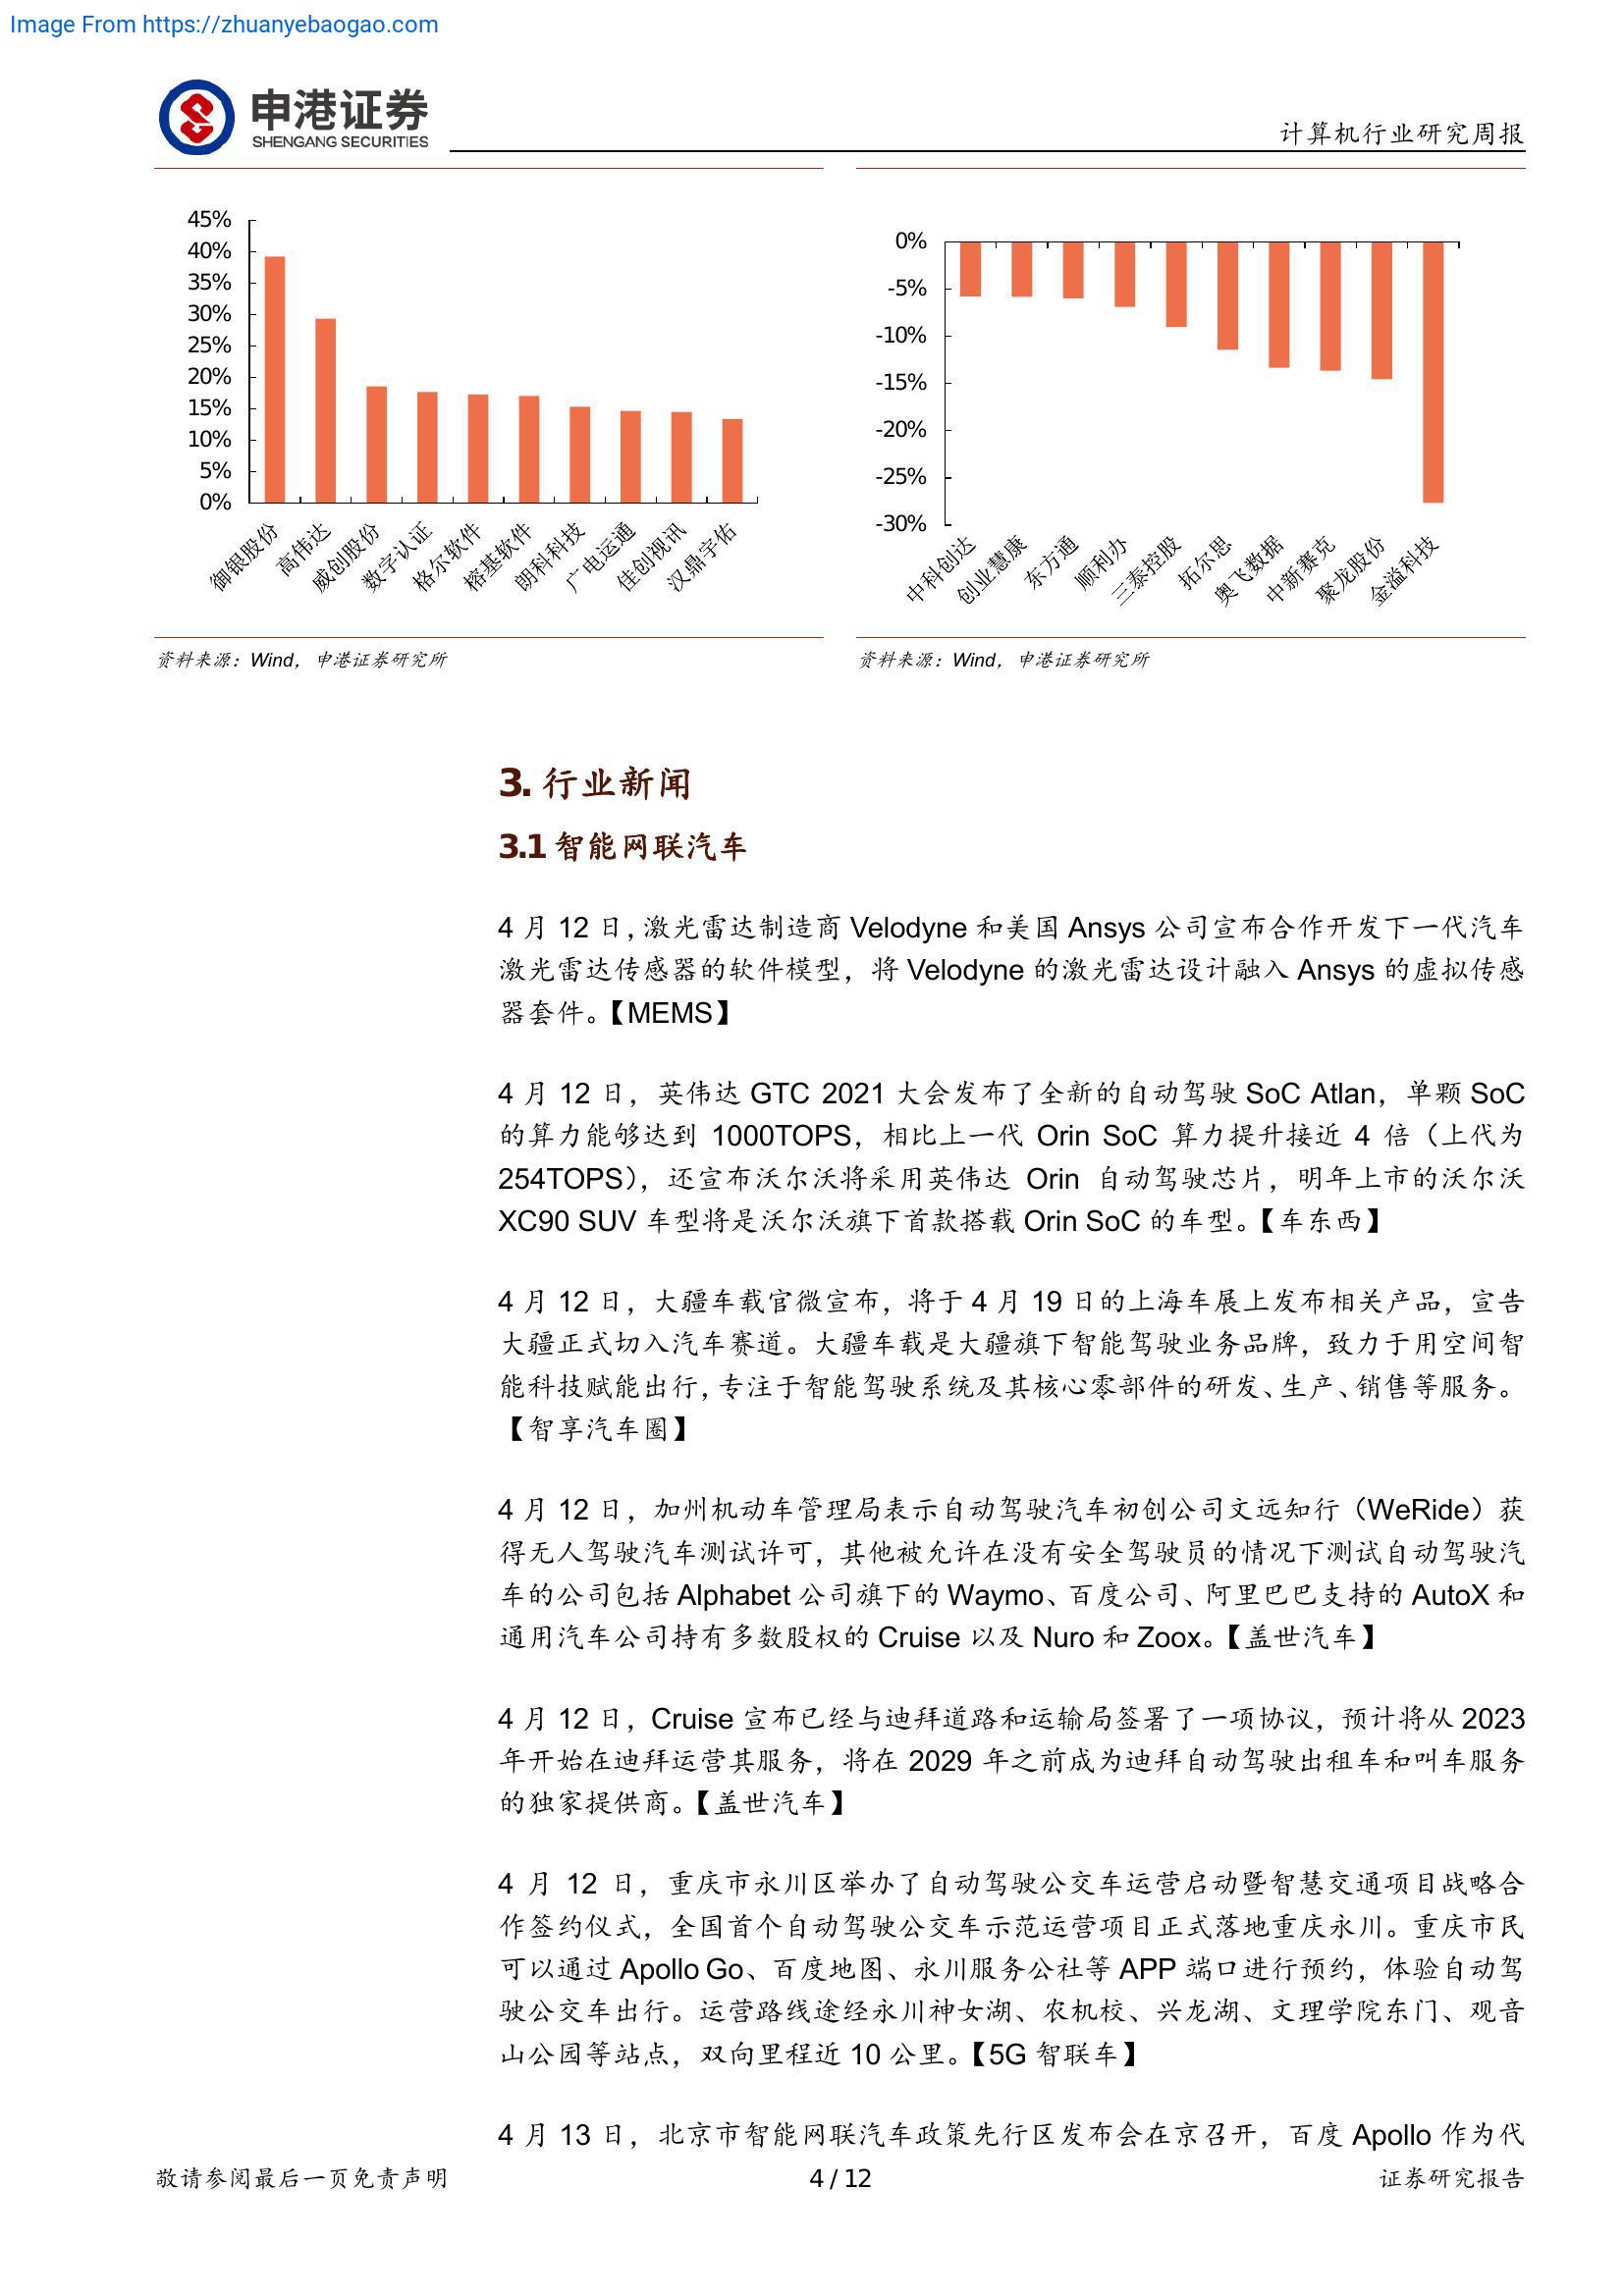 Image From https://zhuanyebaogao.com
申港证券
SHENGANG SECURITIES
计算机行业研究周报
45%
40%
35%
30%
25%
20%
15%
10%
5%
0%
御银股份
高伟达
威创股份
数字认证
格尔软件
榕基软件
朗科科技
广电运通
佳创视讯
汉鼎宇佑
资料来源：Wind，申港证券研究所
0%
-5%
-10%
-15%
-20%
-25%
-30%
中科创达
创业慧康
东方通
顺利办
三泰控股
拓尔思
奥飞数据
中新赛克
聚龙股份
金溢科技
资料来源：Wind，申港证券研究所
3. 行业新闻
3.1 智能网联汽车
4 月 12 日，激光雷达制造商 Velodyne 和美国 Ansys 公司宣布合作开发下一代汽车
激光雷达传感器的软件模型，将 Velodyne 的激光雷达设计融入 Ansys 的虚拟传感
器套件。【MEMS】
4 月 12 日，英伟达 GTC 2021 大会发布了全新的自动驾驶 SoC Atlan，单颗 SoC
的算力能够达到 1000TOPS，相比上一代 Orin SoC 算力提升接近 4 倍（上代为
254TOPS），还宣布沃尔沃将采用英伟达 Orin 自动驾驶芯片，明年上市的沃尔沃
XC90 SUV 车型将是沃尔沃旗下首款搭载 Orin SoC 的车型。【车东西】
4 月 12 日，大疆车载官微宣布，将于 4 月 19 日的上海车展上发布相关产品，宣告
大疆正式切入汽车赛道。大疆车载是大疆旗下智能驾驶业务品牌，致力于用空间智
能科技赋能出行，专注于智能驾驶系统及其核心零部件的研发、生产、销售等服务。
【智享汽车圈】
4 月 12 日，加州机动车管理局表示自动驾驶汽车初创公司文远知行（WeRide）获
得无人驾驶汽车测试许可，其他被允许在没有安全驾驶员的情况下测试自动驾驶汽
车的公司包括 Alphabet 公司旗下的 Waymo、百度公司、阿里巴巴支持的 AutoX 和
通用汽车公司持有多数股权的 Cruise 以及 Nuro 和 Zoox。【盖世汽车】
4 月 12 日，Cruise 宣布已经与迪拜道路和运输局签署了一项协议，预计将从 2023
年开始在迪拜运营其服务，将在 2029 年之前成为迪拜自动驾驶出租车和叫车服务
的独家提供商。【盖世汽车】
4 月 12 日，重庆市永川区举办了自动驾驶公交车运营启动暨智慧交通项目战略合
作签约仪式，全国首个自动驾驶公交车示范运营项目正式落地重庆永川。重庆市民
可以通过 Apollo Go、百度地图、永川服务公社等 APP 端口进行预约，体验自动驾
驶公交车出行。运营路线途经永川神女湖、农机校、兴龙湖、文理学院东门、观音
山公园等站点，双向里程近 10 公里。【5G 智联车】
4 月 13 日，北京市智能网联汽车政策先行区发布会在京召开，百度 Apollo 作为代
敬请参阅最后一页免责声明
4 / 12
证券研究报告